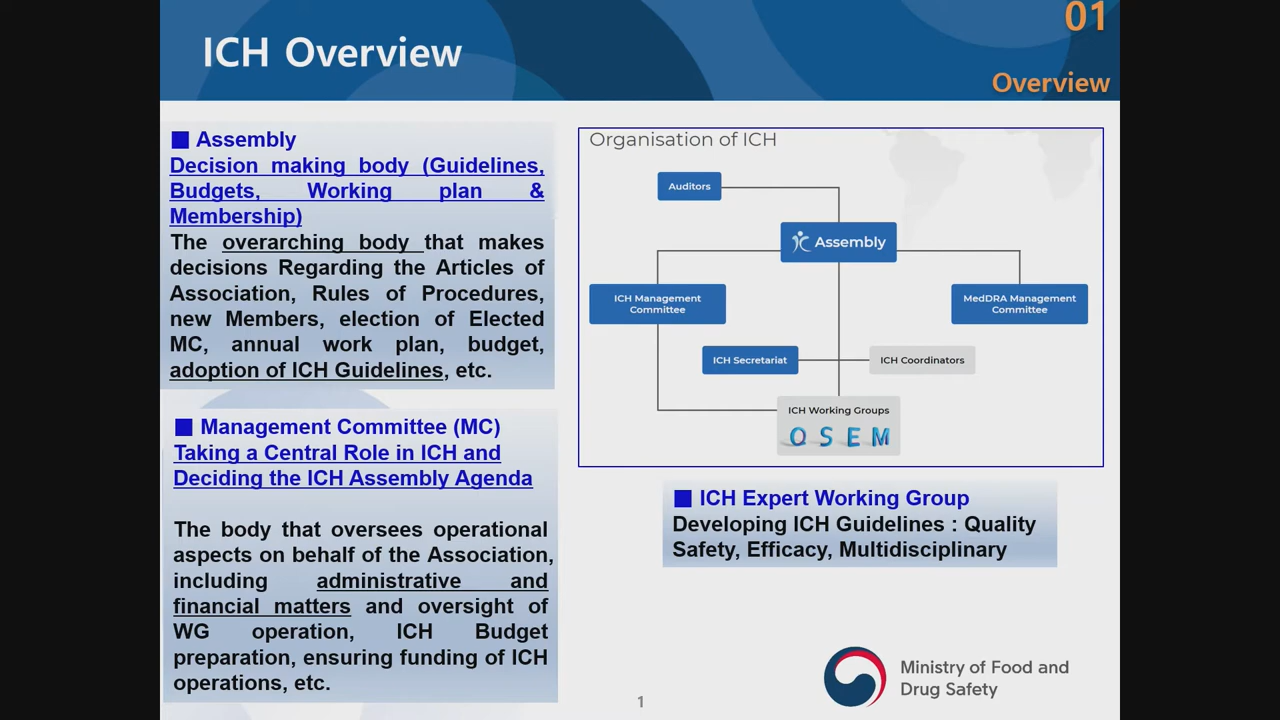 ICH Overview
01
Overview
■ Assembly
Decision making body (Guidelines,
Budgets, Working plan &
Membership)
The overarching body that makes
decisions Regarding the Articles of
Association, Rules of Procedures,
new Members, election of Elected
MC, annual work plan, budget,
adoption of ICH Guidelines, etc.
■ Management Committee (MC)
Taking a Central Role in ICH and
Deciding the ICH Assembly Agenda
The body that oversees operational
aspects on behalf of the Association,
including administrative and
financial matters and oversight of
WG operation, ICH Budget
preparation, ensuring funding of ICH
operations, etc.
Organisation of ICH
Auditors
Assembly
ICH Management
Committee
MedDRA Management
Committee
ICH Secretariat
ICH Coordinators
ICH Working Groups
Q S E M
■ ICH Expert Working Group
Developing ICH Guidelines : Quality
Safety, Efficacy, Multidisciplinary
Ministry of Food and
Drug Safety
1